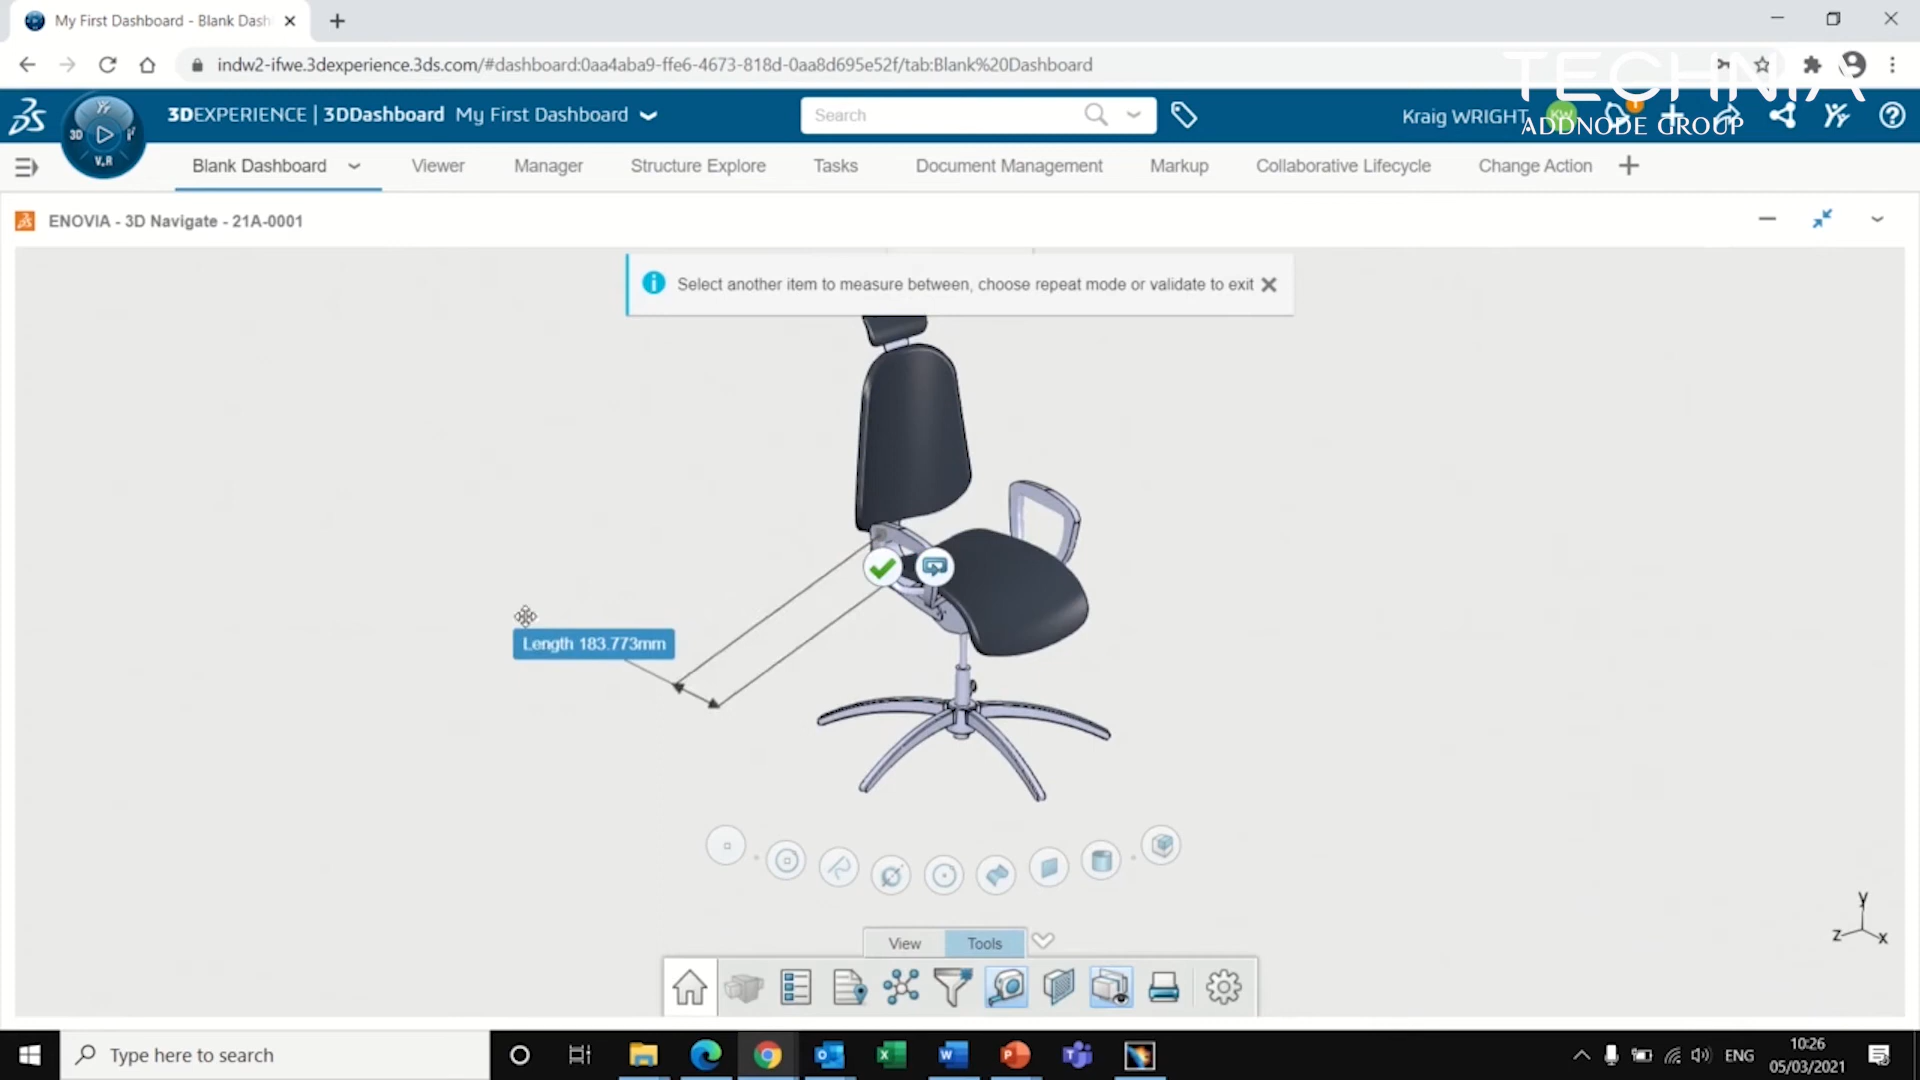 My First Dashboard - Blank Dash
indw2-ifwe.3dexperience.3ds.com/#dashboard:0aa4aba9-ffe6-4673-818d-0aa8d695e52f/tab:Blank%20Dashboard
TECHNIA
ADDNODE GROUP
3D
V.R
3DEXPERIENCE | 3DDashboard My First Dashboard
Search
Kraig WRIGHT
KW
Blank Dashboard
Viewer
Manager
Structure Explore
Tasks
Document Management
Markup
Collaborative Lifecycle
Change Action
ENOVIA - 3D Navigate - 21A-0001
Select another item to measure between, choose repeat mode or validate to exit
Length 183.773mm
y
z
x
View
Tools
Type here to search
ENG
10:26
05/03/2021